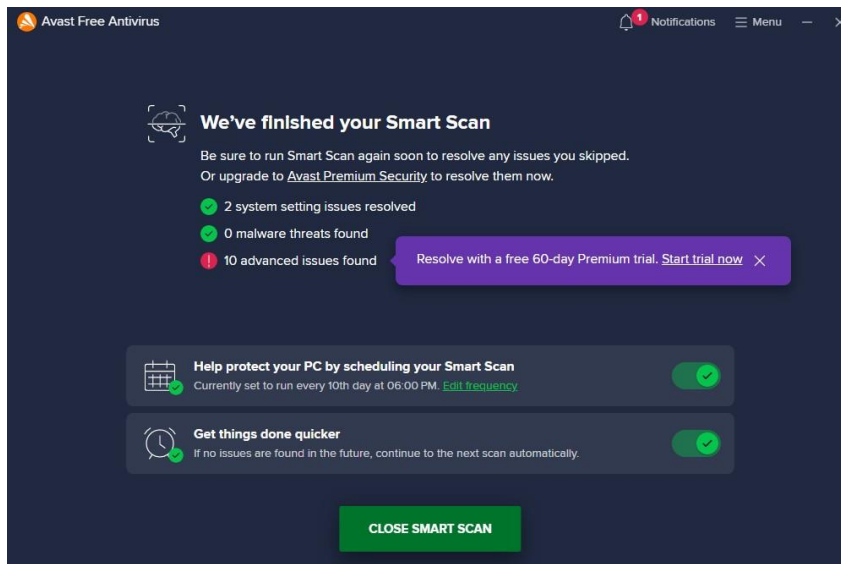 Avast Free Antivirus
1 Notifications Menu
We've finished your Smart Scan
Be sure to run Smart Scan again soon to resolve any issues you skipped.
Or upgrade to Avast Premium Security to resolve them now.
2 system setting issues resolved
0 malware threats found
10 advanced issues found
Resolve with a free 60-day Premium trial. Start trial now
Help protect your PC by scheduling your Smart Scan
Currently set to run every 10th day at 06:00 PM. Edit frequency
Get things done quicker
If no issues are found in the future, continue to the next scan automatically.
CLOSE SMART SCAN